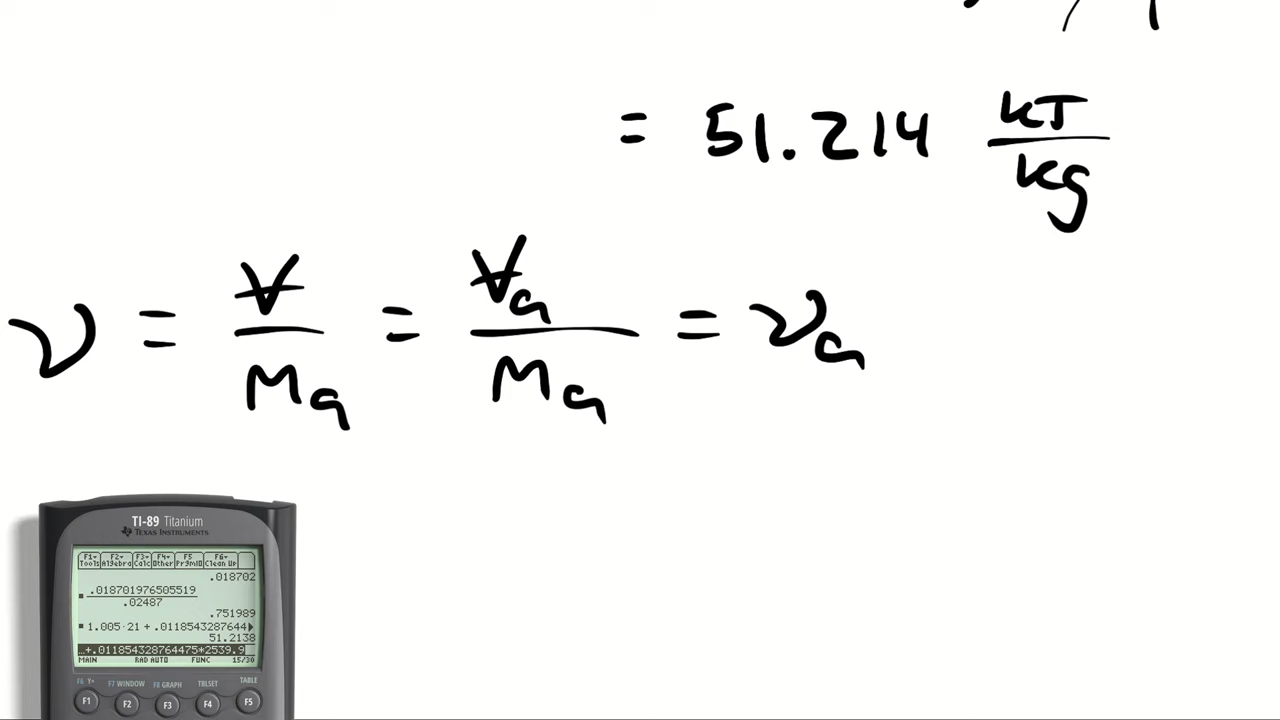 = 51.214 kJ/kg
ν = V/Ma = Va/Ma = νa
TI-89 Titanium
TEXAS INSTRUMENTS
F1▾ F2▾ F3▾ F4▾ F5 F6▾
Tools Algebra Calc Other PrgmIO Clean Up
.018702
▪ .018701976505519
.02487
.751989
▪ 1.005·21 + .0118543287644▸
51.2138
…+.011854328764475*2539.9
MAIN RAD AUTO FUNC 15/30
F6 Y= F7 WINDOW F8 GRAPH TBLSET TABLE
F1 F2 F3 F4 F5